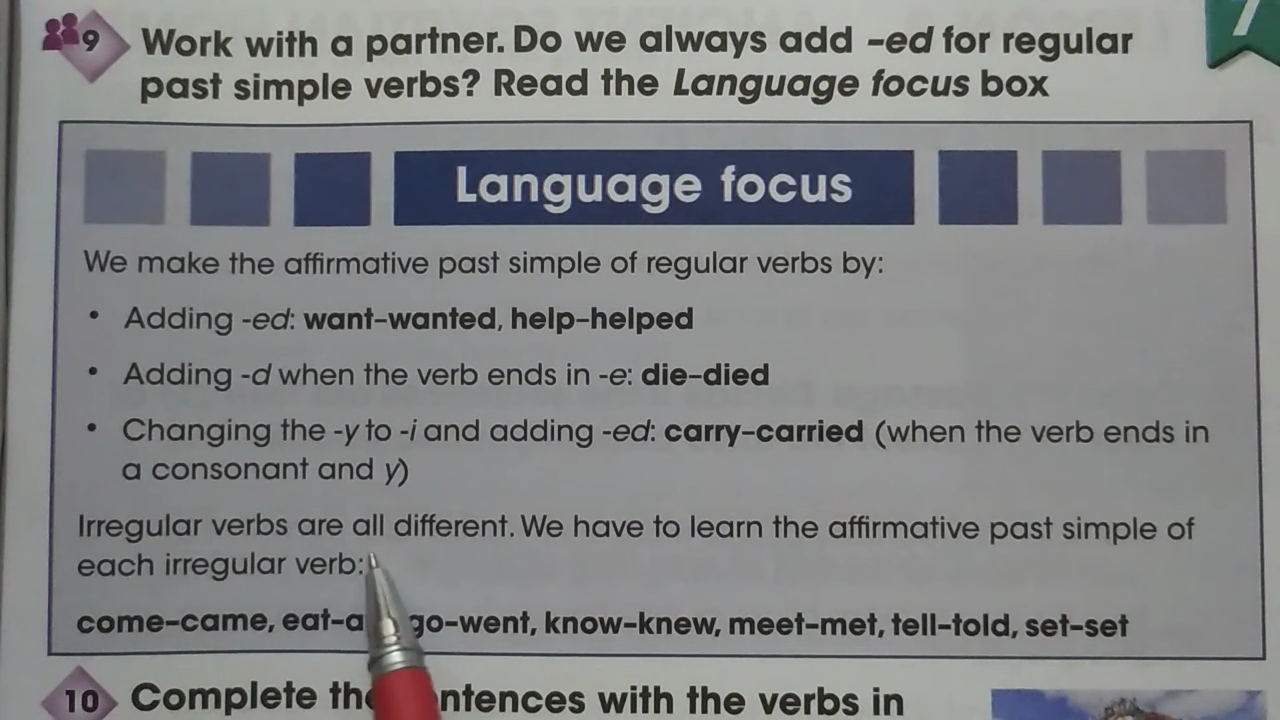 9 Work with a partner. Do we always add –ed for regular
past simple verbs? Read the Language focus box
7
Language focus
We make the affirmative past simple of regular verbs by:
• Adding -ed: want–wanted, help–helped
• Adding -d when the verb ends in -e: die–died
• Changing the -y to -i and adding -ed: carry–carried (when the verb ends in
a consonant and y)
Irregular verbs are all different. We have to learn the affirmative past simple of
each irregular verb:
come–came, eat– go–went, know–knew, meet–met, tell–told, set–set
10 Complete the sentences with the verbs in